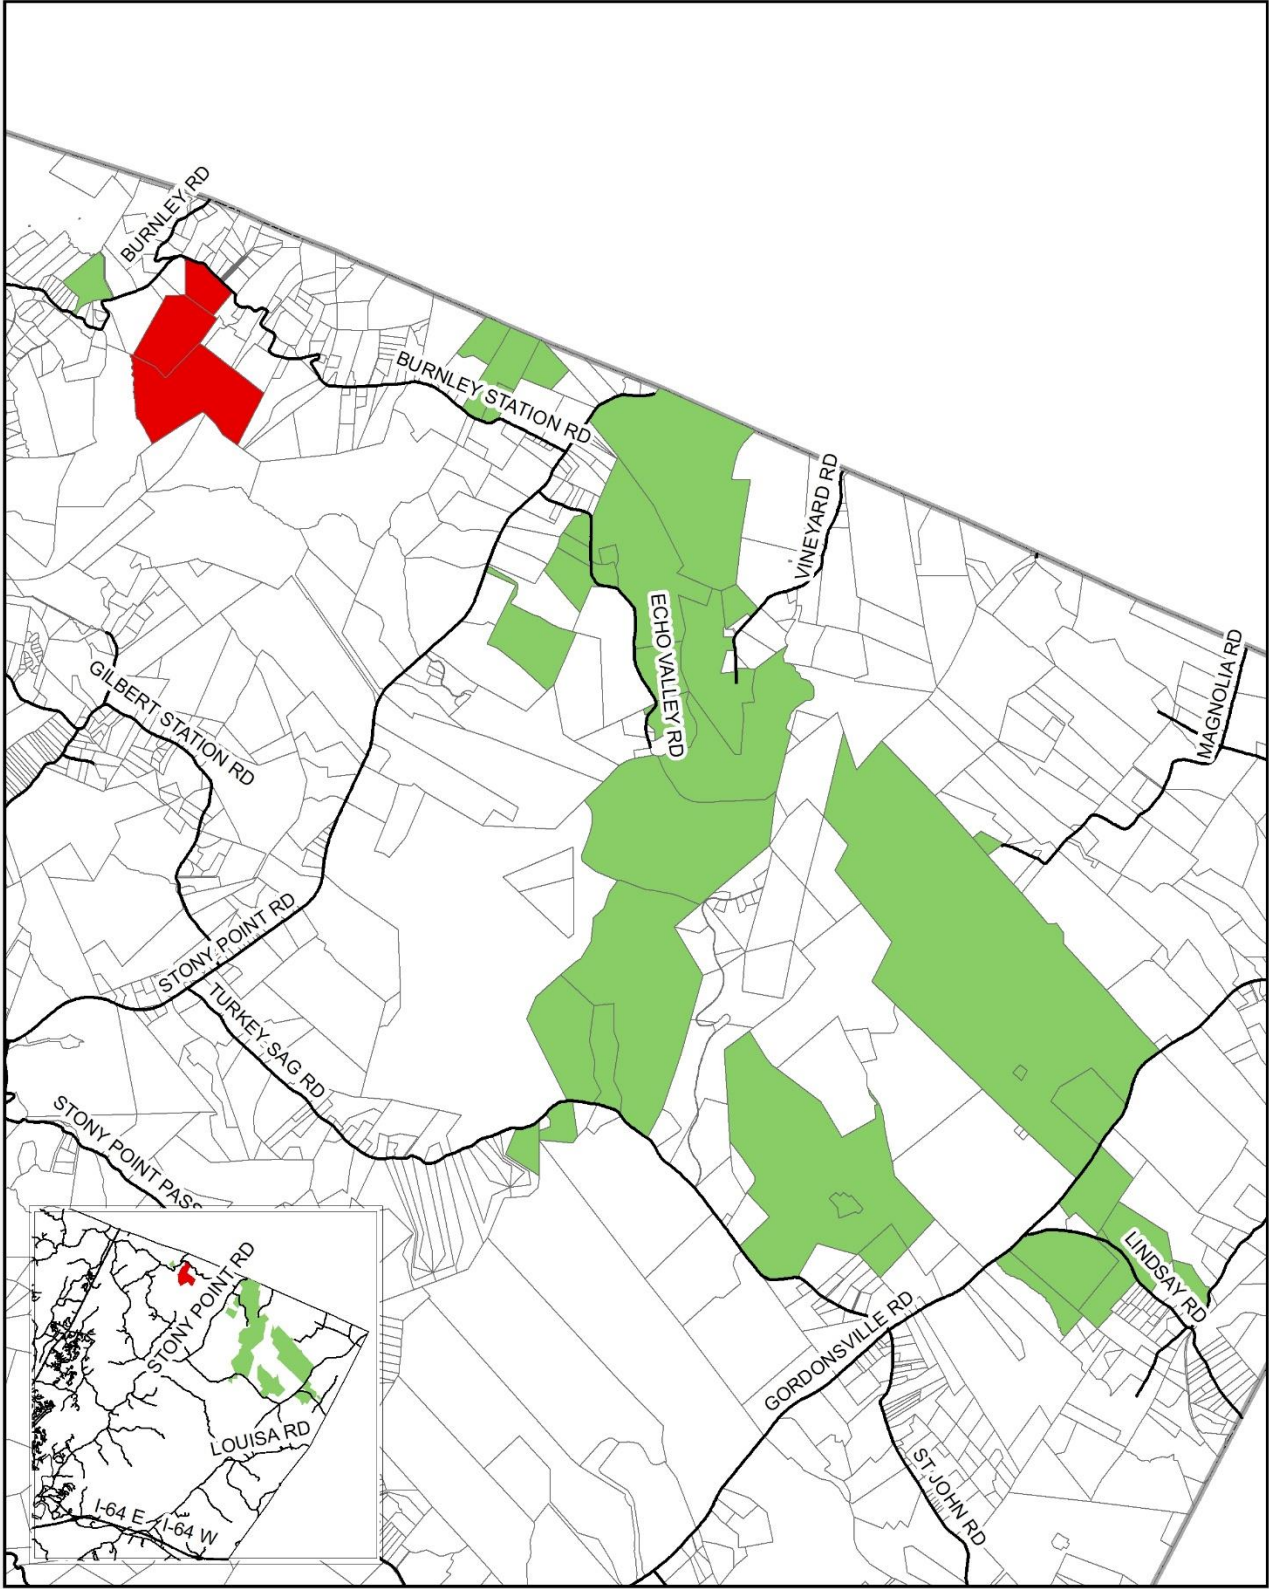 BURNLEY RD
BURNLEY STATION RD
VINEYARD RD
ECHO VALLEY RD
MAGNOLIA RD
GILBERT STATION RD
STONY POINT RD
TURKEY SAG RD
STONY POINT PASS
LINDSAY RD
GORDONSVILLE RD
ST JOHN RD
STONY POINT RD
LOUISA RD
I-64 E
I-64 W